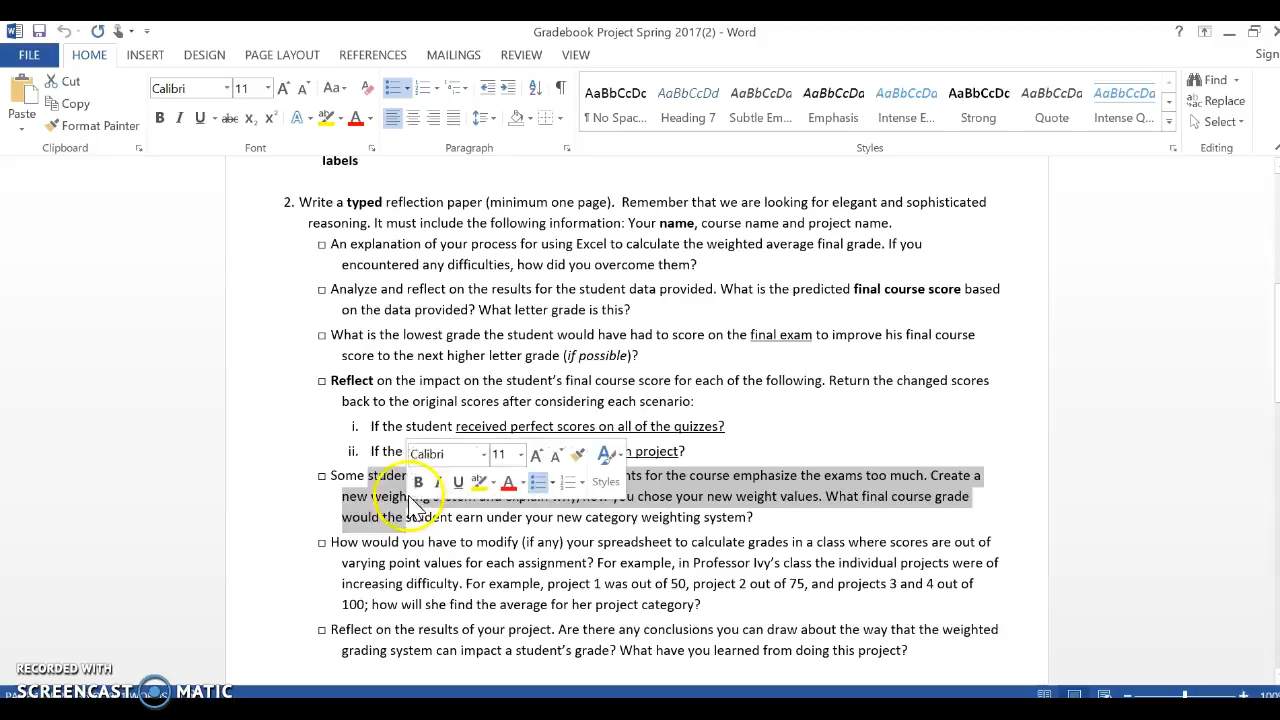 Gradebook Project Spring 2017(2) - Word
FILE HOME INSERT DESIGN PAGE LAYOUT REFERENCES MAILINGS REVIEW VIEW Sign
Paste Cut Copy Format Painter
Calibri 11 Aa
B I U abc X₂ X² A A
AaBbCcDc AaBbCcDd AaBbCcDd AaBbCcDd AaBbCcDd AaBbCcDc AaBbCcDd AaBbCcDd
¶ No Spac... Heading 7 Subtle Em... Emphasis Intense E... Strong Quote Intense Q...
Find Replace Select
Clipboard Font Paragraph Styles Editing
labels
2. Write a typed reflection paper (minimum one page). Remember that we are looking for elegant and sophisticated
reasoning. It must include the following information: Your name, course name and project name.
□ An explanation of your process for using Excel to calculate the weighted average final grade. If you
encountered any difficulties, how did you overcome them?
□ Analyze and reflect on the results for the student data provided. What is the predicted final course score based
on the data provided? What letter grade is this?
□ What is the lowest grade the student would have had to score on the final exam to improve his final course
score to the next higher letter grade (if possible)?
□ Reflect on the impact on the student's final course score for each of the following. Return the changed scores
back to the original scores after considering each scenario:
i. If the student received perfect scores on all of the quizzes?
ii. If the project?
Calibri 11 A A
B U A Styles
□ Some for the course emphasize the exams too much. Create a
new chose your new weight values. What final course grade
would the student earn under your new category weighting system?
□ How would you have to modify (if any) your spreadsheet to calculate grades in a class where scores are out of
varying point values for each assignment? For example, in Professor Ivy's class the individual projects were of
increasing difficulty. For example, project 1 was out of 50, project 2 out of 75, and projects 3 and 4 out of
100; how will she find the average for her project category?
□ Reflect on the results of your project. Are there any conclusions you can draw about the way that the weighted
grading system can impact a student's grade? What have you learned from doing this project?
RECORDED WITH
SCREENCAST MATIC